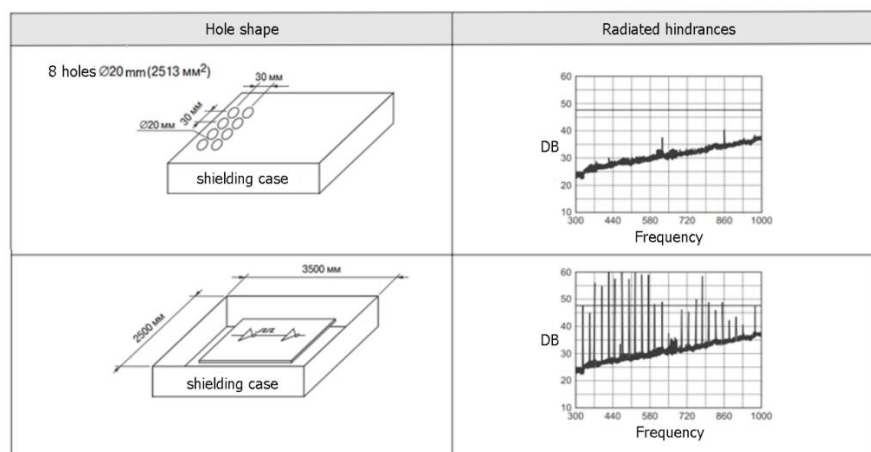 Hole shape
Radiated hindrances
8 holes Ø20 mm (2513 мм²)
30 мм
30 мм
Ø20 мм
shielding case
60
50
40
DB
30
20
10
300 440 580 720 860 1000
Frequency
3500 мм
2500 мм
shielding case
60
50
40
DB
30
20
10
300 440 580 720 860 1000
Frequency